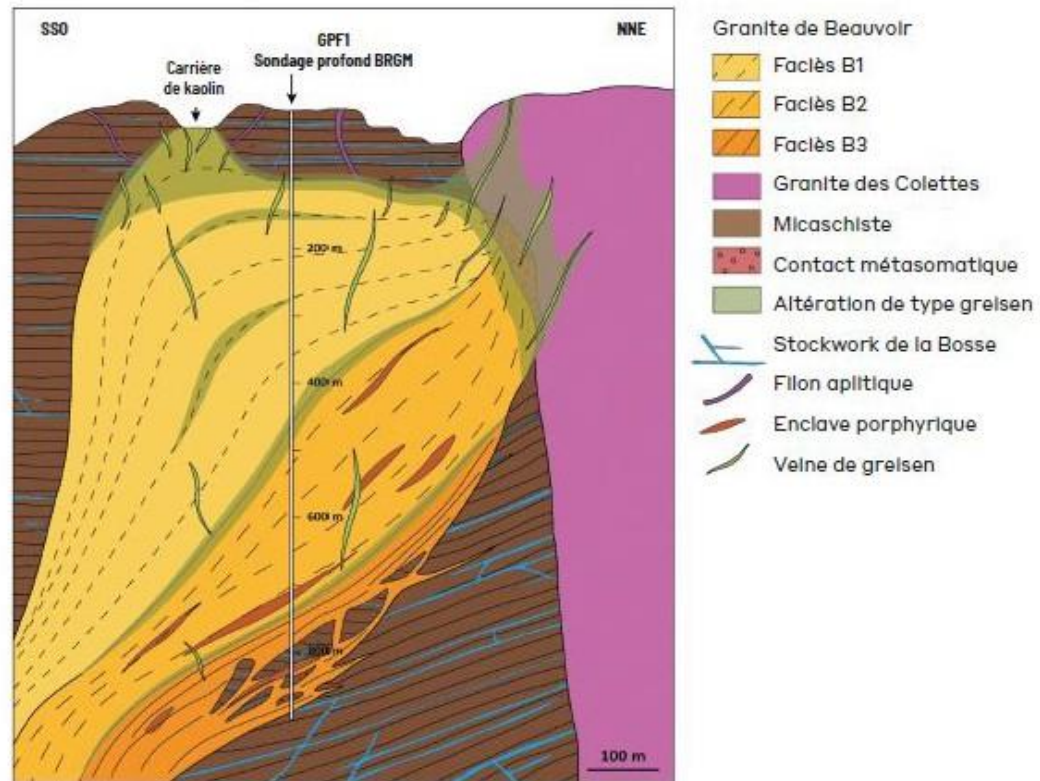 SSO
GPF1
Sondage profond BRGM
NNE
Carrière
de kaolin
200 m
400 m
600 m
800 m
100 m
Granite de Beauvoir
Faciès B1
Faciès B2
Faciès B3
Granite des Colettes
Micaschiste
Contact métasomatique
Altération de type greisen
Stockwork de la Bosse
Filon aplitique
Enclave porphyrique
Veine de greisen